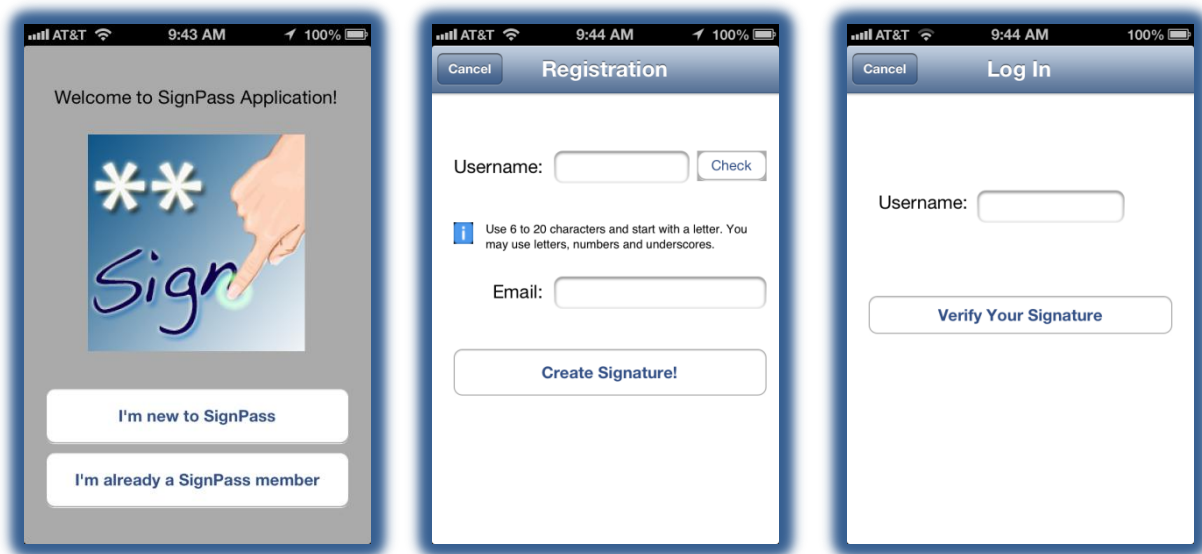 AT&T 9:43 AM 100%
Welcome to SignPass Application!
**
Sign
I'm new to SignPass
I'm already a SignPass member
AT&T 9:44 AM 100%
Cancel Registration
Username: Check
i Use 6 to 20 characters and start with a letter. You
may use letters, numbers and underscores.
Email:
Create Signature!
AT&T 9:44 AM 100%
Cancel Log In
Username:
Verify Your Signature